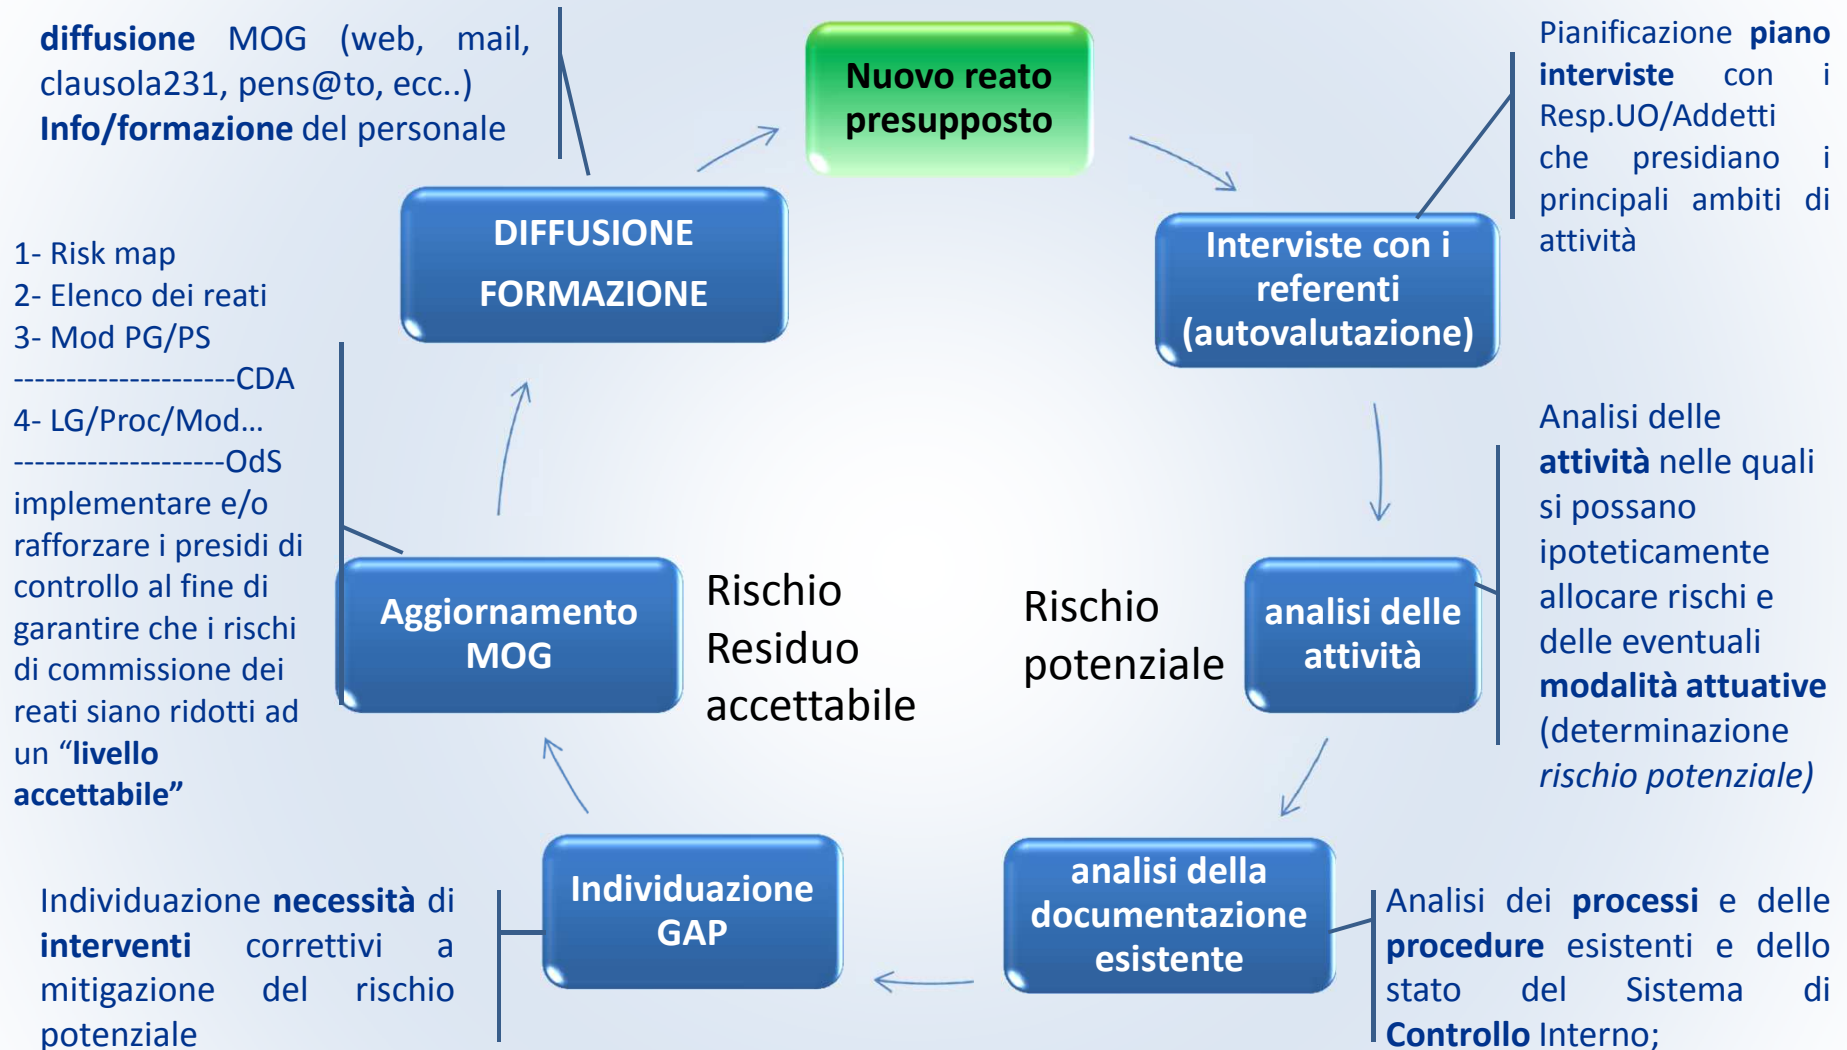 diffusione MOG (web, mail,
clausola231, pens@to, ecc..)
Info/formazione del personale
Nuovo reato
presupposto
Pianificazione piano
interviste con i
Resp.UO/Addetti
che presidiano i
principali ambiti di
attività
DIFFUSIONE
FORMAZIONE
Interviste con i
referenti
(autovalutazione)
1- Risk map
2- Elenco dei reati
3- Mod PG/PS
---------------------CDA
4- LG/Proc/Mod…
--------------------OdS
implementare e/o
rafforzare i presidi di
controllo al fine di
garantire che i rischi
di commissione dei
reati siano ridotti ad
un “livello
accettabile”
Analisi delle
attività nelle quali
si possano
ipoteticamente
allocare rischi e
delle eventuali
modalità attuative
(determinazione
rischio potenziale)
Aggiornamento
MOG
Rischio
Residuo
accettabile
Rischio
potenziale
analisi delle
attività
Individuazione necessità di
interventi correttivi a
mitigazione del rischio
potenziale
Individuazione
GAP
analisi della
documentazione
esistente
Analisi dei processi e delle
procedure esistenti e dello
stato del Sistema di
Controllo Interno;